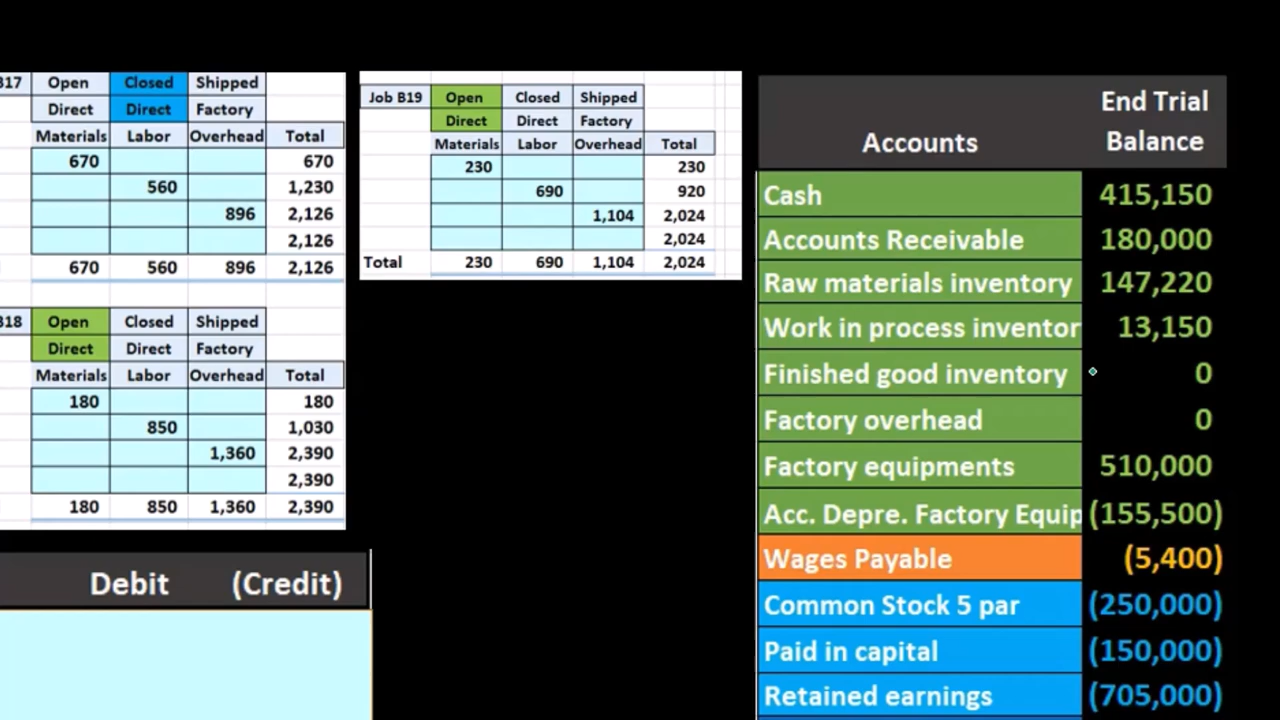 B17 Open Closed Shipped
Direct Direct Factory
Materials Labor Overhead Total
670 670
560 1,230
896 2,126
2,126
670 560 896 2,126
B18 Open Closed Shipped
Direct Direct Factory
Materials Labor Overhead Total
180 180
850 1,030
1,360 2,390
2,390
180 850 1,360 2,390
Debit (Credit)
Job B19 Open Closed Shipped
Direct Direct Factory
Materials Labor Overhead Total
230 230
690 920
1,104 2,024
2,024
Total 230 690 1,104 2,024
End Trial
Accounts Balance
Cash 415,150
Accounts Receivable 180,000
Raw materials inventory 147,220
Work in process inventor 13,150
Finished good inventory 0
Factory overhead 0
Factory equipments 510,000
Acc. Depre. Factory Equip (155,500)
Wages Payable (5,400)
Common Stock 5 par (250,000)
Paid in capital (150,000)
Retained earnings (705,000)